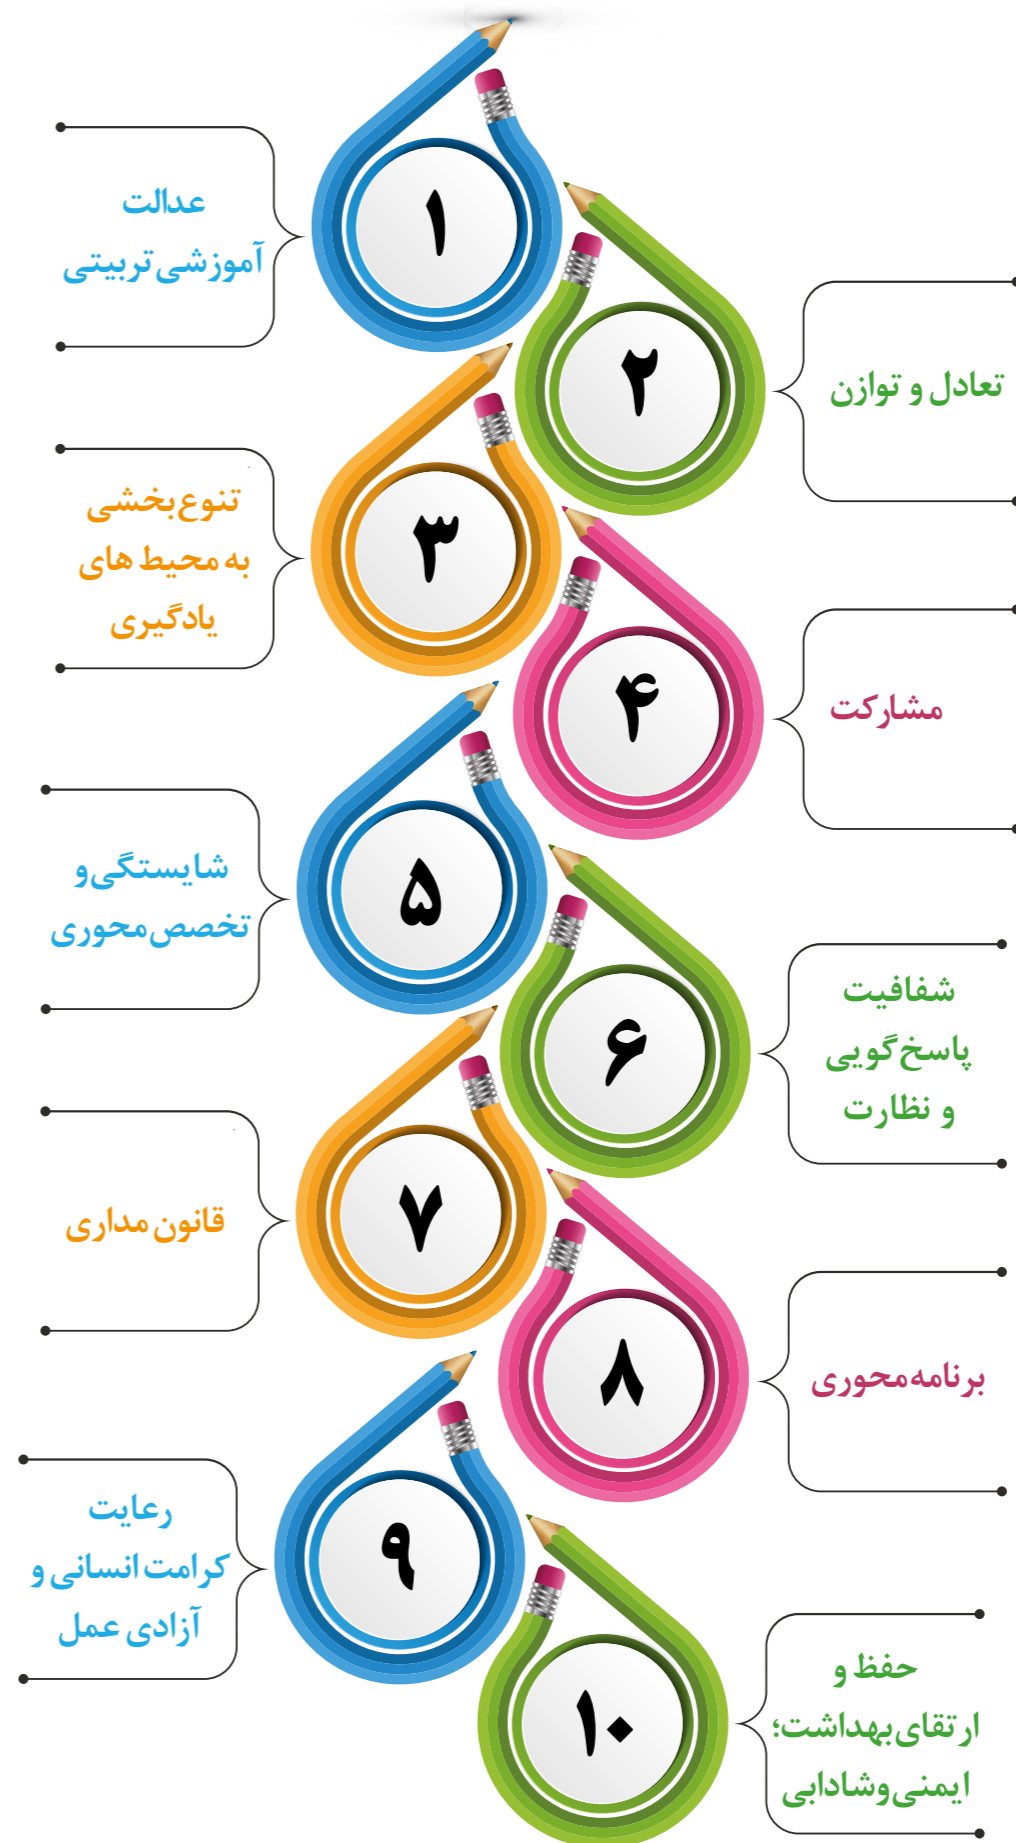 ۱
عدالت
آموزشی تربیتی
۲
تعادل و توازن
۳
تنوع‌بخشی
به محیط های
یادگیری
۴
مشارکت
۵
شایستگی و
تخصص محوری
۶
شفافیت
پاسخ‌گویی
و نظارت
۷
قانون مداری
۸
برنامه محوری
۹
رعایت
کرامت انسانی و
آزادی عمل
۱۰
حفظ و
ارتقای بهداشت؛
ایمنی و شادابی